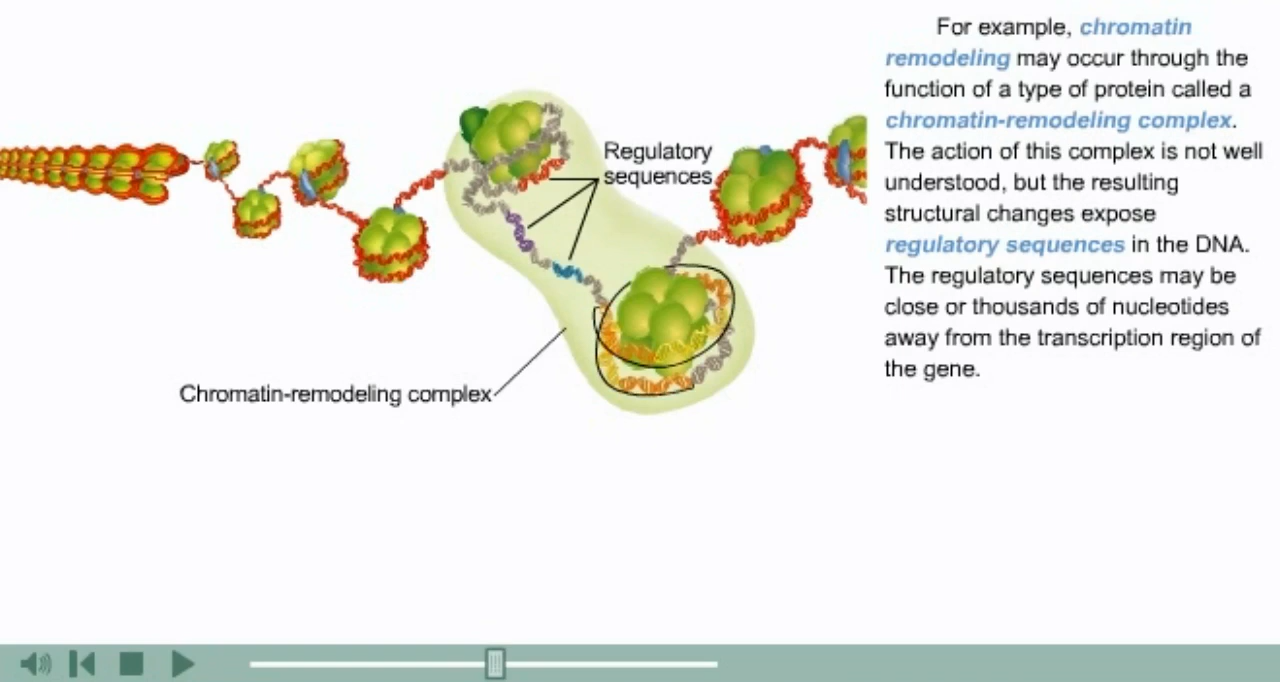 For example, chromatin
remodeling may occur through the
function of a type of protein called a
chromatin-remodeling complex.
The action of this complex is not well
understood, but the resulting
structural changes expose
regulatory sequences in the DNA.
The regulatory sequences may be
close or thousands of nucleotides
away from the transcription region of
the gene.
Regulatory
sequences
Chromatin-remodeling complex